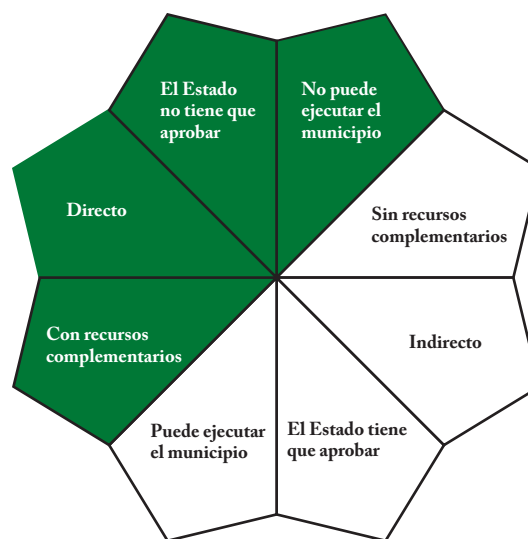 El Estado
no tiene que
aprobar
No puede
ejecutar el
municipio
Directo
Sin recursos
complementarios
Con recursos
complementarios
Indirecto
Puede ejecutar
el municipio
El Estado tiene
que aprobar